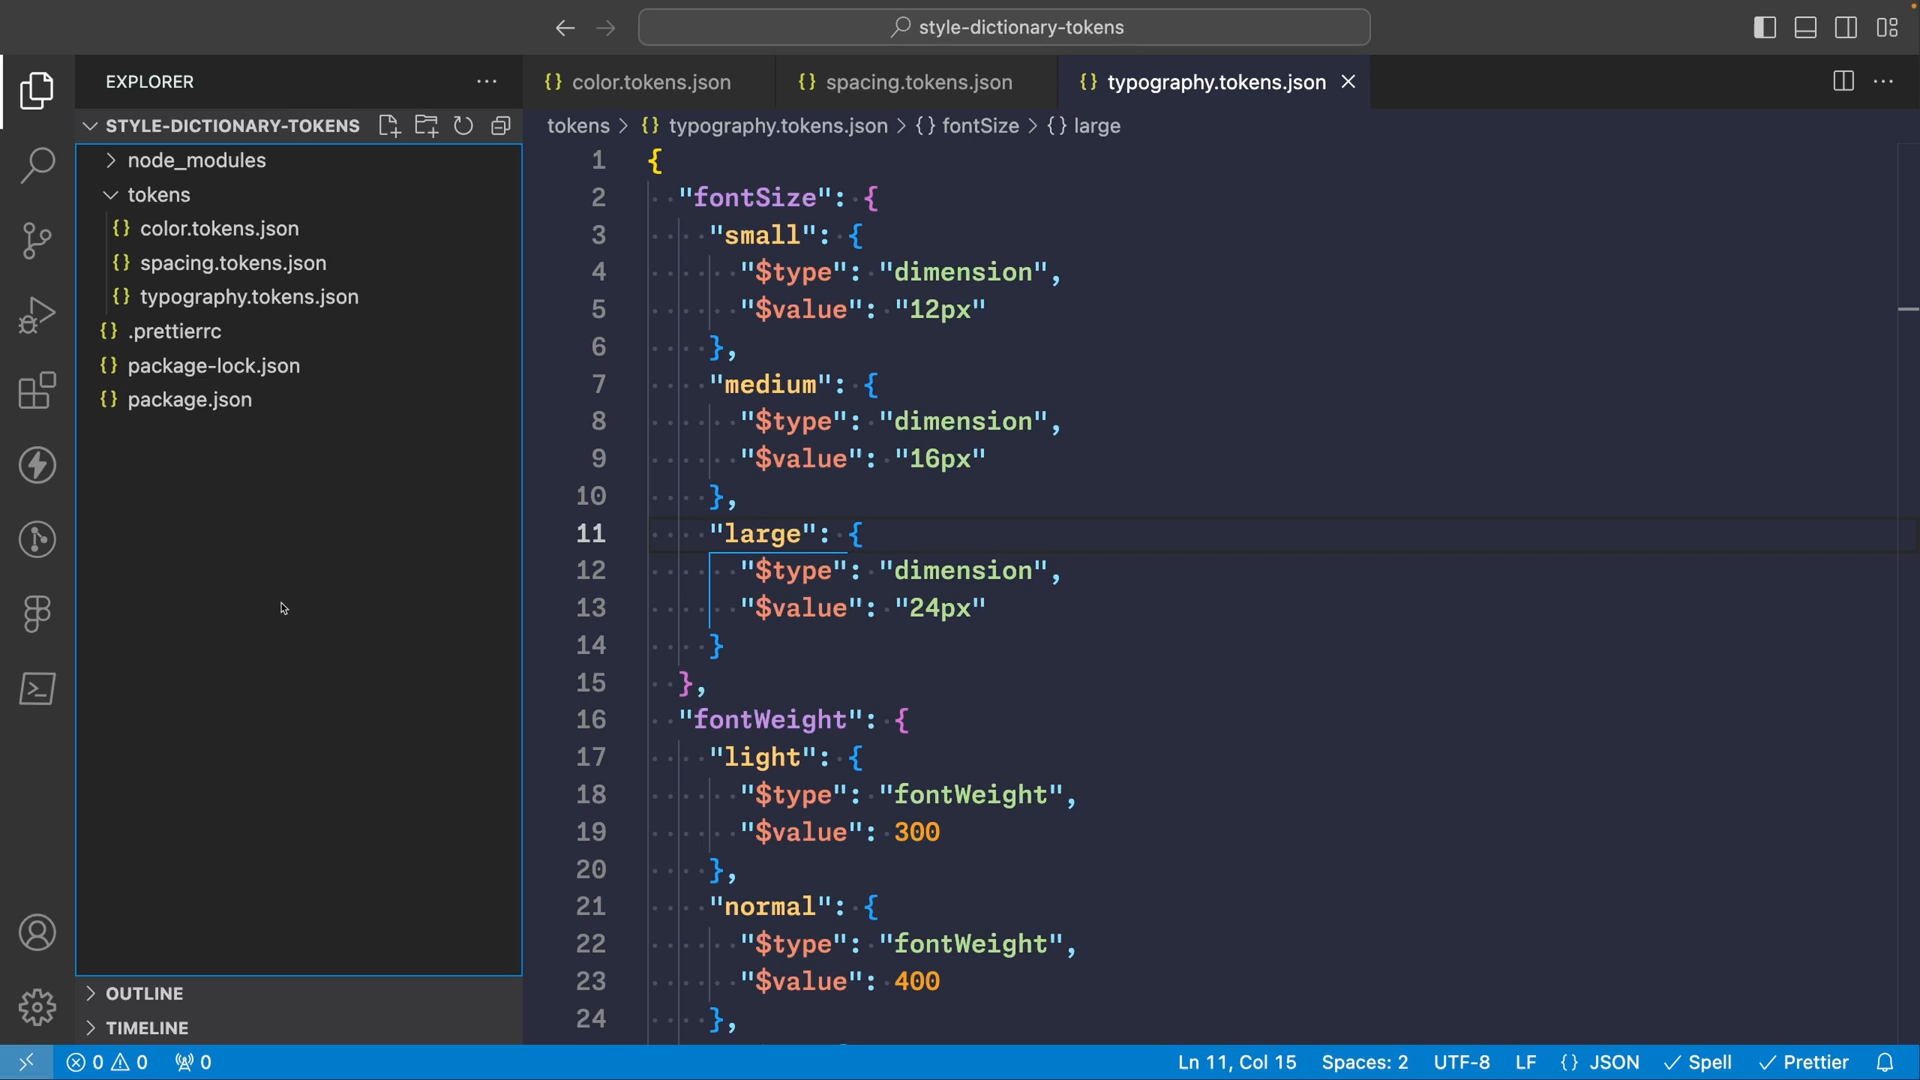 style-dictionary-tokens
EXPLORER
STYLE-DICTIONARY-TOKENS
node_modules
tokens
{} color.tokens.json
{} spacing.tokens.json
{} typography.tokens.json
{} .prettierrc
{} package-lock.json
{} package.json
OUTLINE
TIMELINE
{} color.tokens.json
{} spacing.tokens.json
{} typography.tokens.json
tokens > {} typography.tokens.json > {} fontSize > {} large
1 {
2 "fontSize": {
3 "small": {
4 "$type": "dimension",
5 "$value": "12px"
6 },
7 "medium": {
8 "$type": "dimension",
9 "$value": "16px"
10 },
11 "large": {
12 "$type": "dimension",
13 "$value": "24px"
14 }
15 },
16 "fontWeight": {
17 "light": {
18 "$type": "fontWeight",
19 "$value": 300
20 },
21 "normal": {
22 "$type": "fontWeight",
23 "$value": 400
24 },
0 0 0 Ln 11, Col 15 Spaces: 2 UTF-8 LF {} JSON Spell Prettier